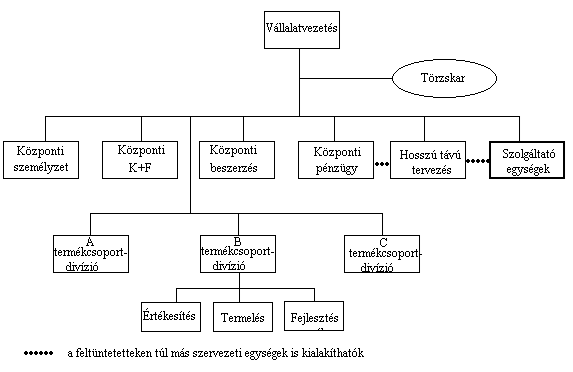 Vállalatvezetés
Törzskar
Központi
személyzet
Központi
K+F
Központi
beszerzés
Központi
pénzügy
Hosszú távú
tervezés
Szolgáltató
egységek
A
termékcsoport-
divízió
B
termékcsoport-
divízió
C
termékcsoport-
divízió
Értékesítés
Termelés
Fejlesztés
a feltüntetetteken túl más szervezeti egységek is kialakíthatók